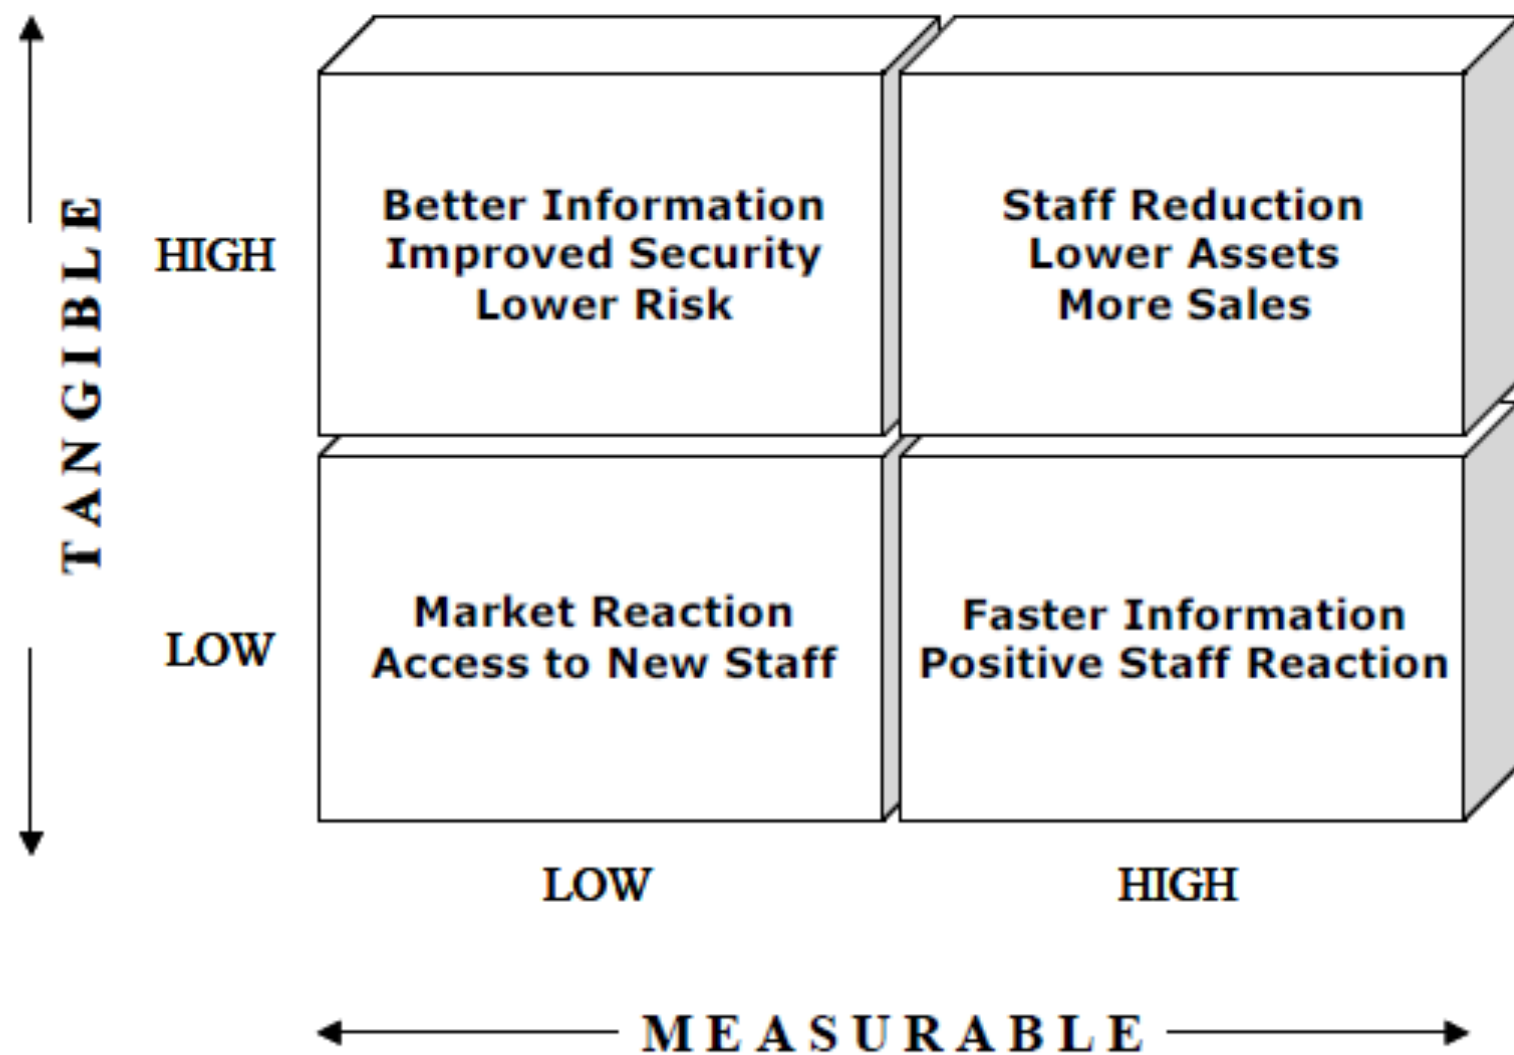 TANGIBLE
HIGH
Better Information
Improved Security
Lower Risk
Staff Reduction
Lower Assets
More Sales
LOW
Market Reaction
Access to New Staff
Faster Information
Positive Staff Reaction
LOW
HIGH
MEASURABLE